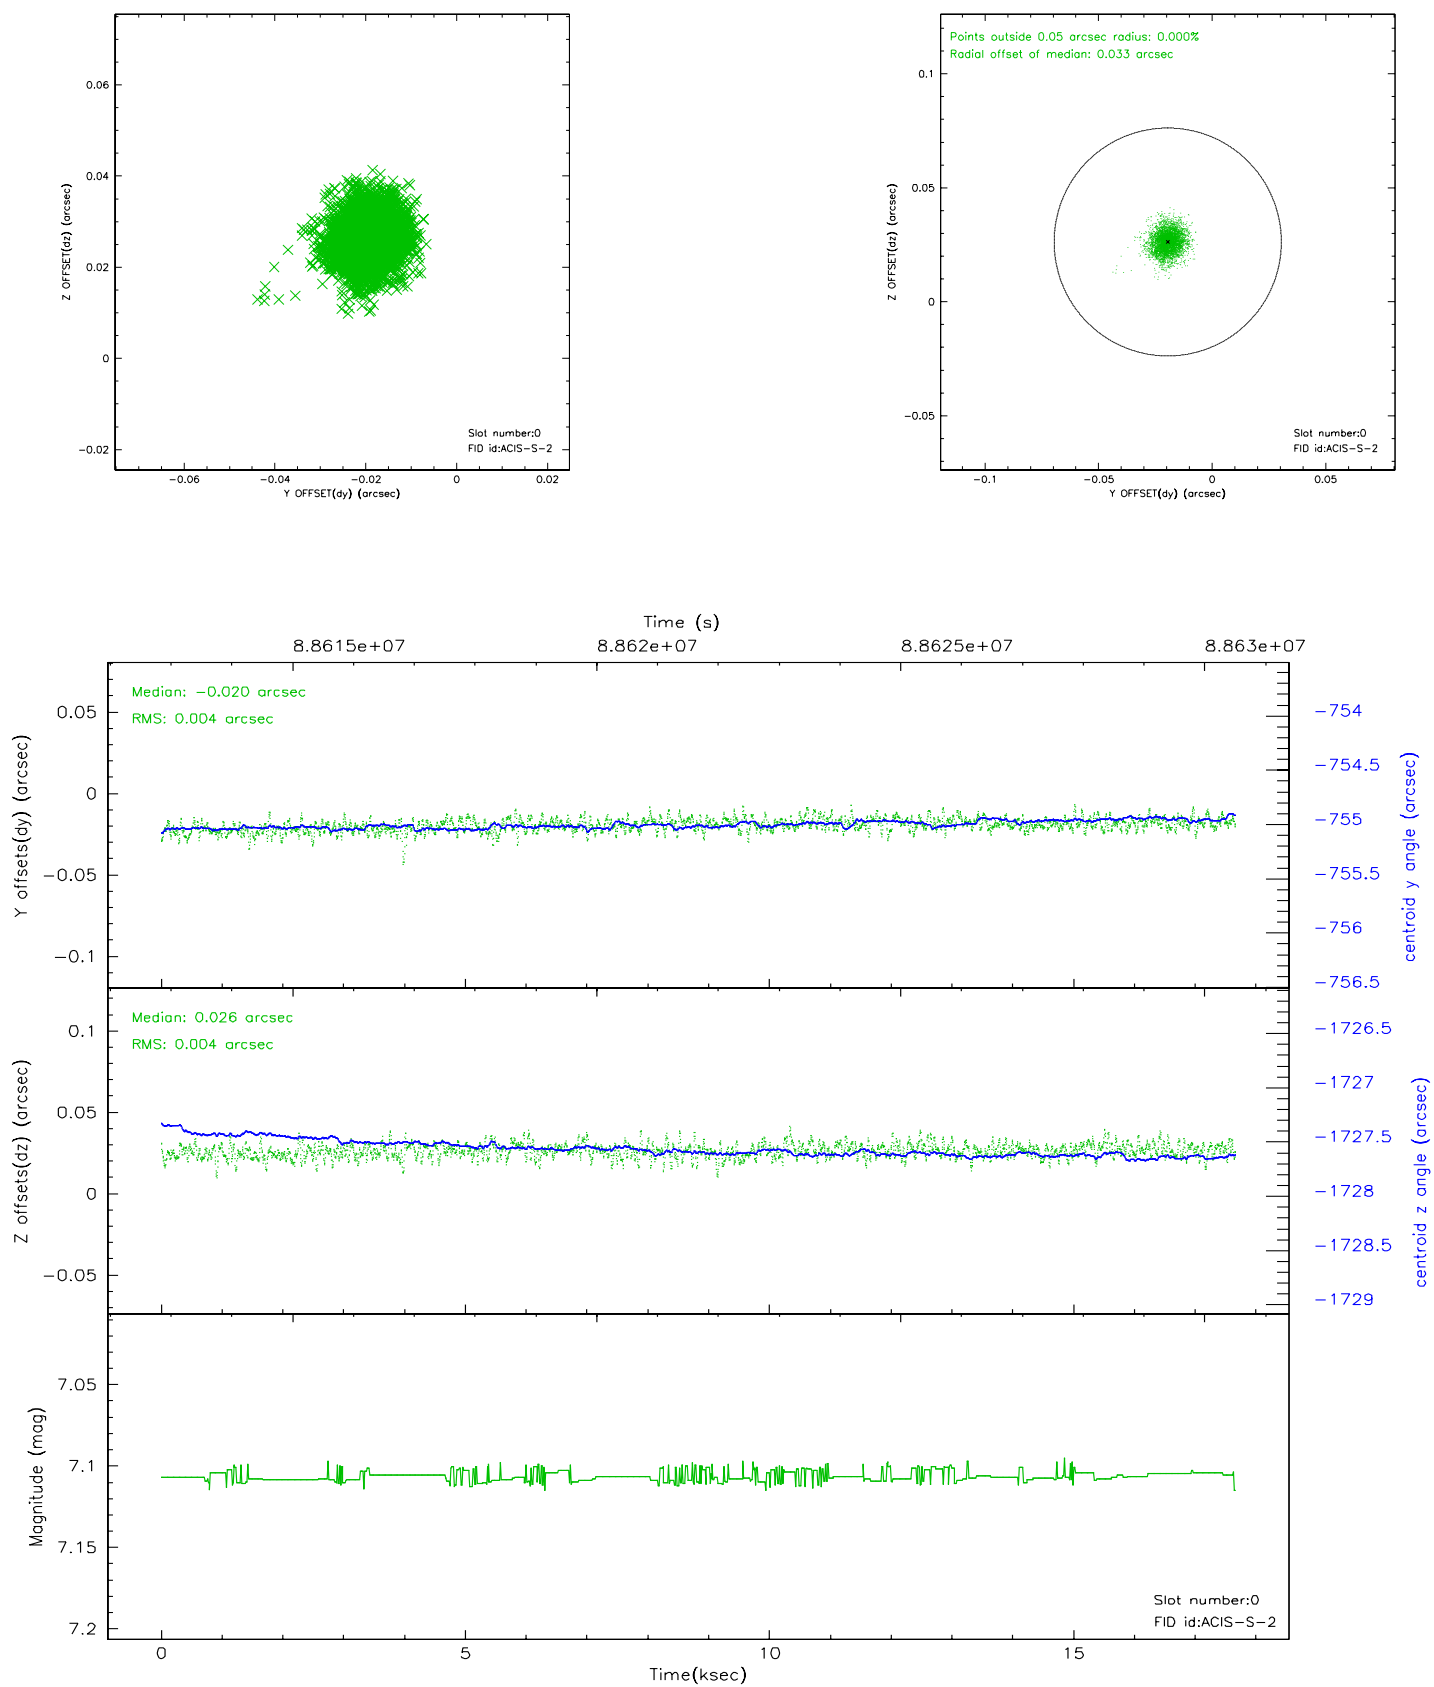 0.06
0.04
0.02
0
-0.02
Z OFFSET(dz) (arcsec)
Slot number:0
FID id:ACIS-S-2
-0.06
-0.04
-0.02
0
0.02
Y OFFSET(dy) (arcsec)
Points outside 0.05 arcsec radius: 0.000%
Radial offset of median: 0.033 arcsec
0.1
0.05
0
-0.05
Z OFFSET(dz) (arcsec)
Slot number:0
FID id:ACIS-S-2
-0.1
-0.05
0
0.05
Y OFFSET(dy) (arcsec)
Time (s)
8.8615e+07
8.862e+07
8.8625e+07
8.863e+07
Median: -0.020 arcsec
RMS: 0.004 arcsec
0.05
0
-0.05
-0.1
Y offsets(dy) (arcsec)
-754
-754.5
-755
-755.5
-756
-756.5
centroid y angle (arcsec)
Median: 0.026 arcsec
RMS: 0.004 arcsec
0.1
0.05
0
-0.05
Z offsets(dz) (arcsec)
-1726.5
-1727
-1727.5
-1728
-1728.5
-1729
centroid z angle (arcsec)
7.05
7.1
7.15
7.2
Magnitude (mag)
Slot number:0
FID id:ACIS-S-2
0
5
10
15
Time(ksec)